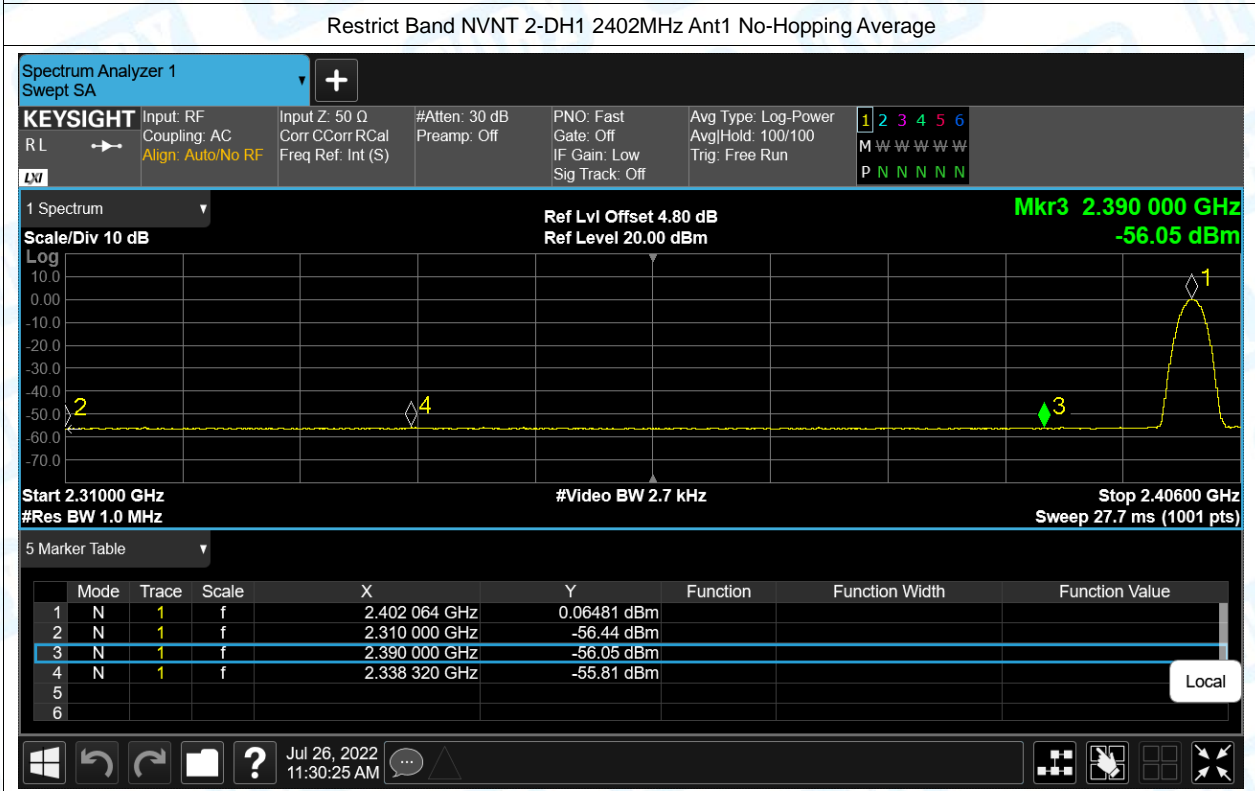 Restrict Band NVNT 2-DH1 2402MHz Ant1 No-Hopping Average
Spectrum Analyzer 1
Swept SA
KEYSIGHT
RL
LXI
Input: RF
Coupling: AC
Align: Auto/No RF
Input Z: 50 Ω
Corr CCorr RCal
Freq Ref: Int (S)
#Atten: 30 dB
Preamp: Off
PNO: Fast
Gate: Off
IF Gain: Low
Sig Track: Off
Avg Type: Log-Power
Avg|Hold: 100/100
Trig: Free Run
1 2 3 4 5 6
M W W W W W
P N N N N N
1 Spectrum
Scale/Div 10 dB
Ref Lvl Offset 4.80 dB
Ref Level 20.00 dBm
Mkr3 2.390 000 GHz
-56.05 dBm
Log
10.0
0.00
-10.0
-20.0
-30.0
-40.0
-50.0
-60.0
-70.0
1
2
4
3
Start 2.31000 GHz
#Video BW 2.7 kHz
Stop 2.40600 GHz
#Res BW 1.0 MHz
Sweep 27.7 ms (1001 pts)
5 Marker Table
Mode Trace Scale X Y Function Function Width Function Value
1 N 1 f 2.402 064 GHz 0.06481 dBm
2 N 1 f 2.310 000 GHz -56.44 dBm
3 N 1 f 2.390 000 GHz -56.05 dBm
4 N 1 f 2.338 320 GHz -55.81 dBm
5
6
Local
?
Jul 26, 2022
11:30:25 AM